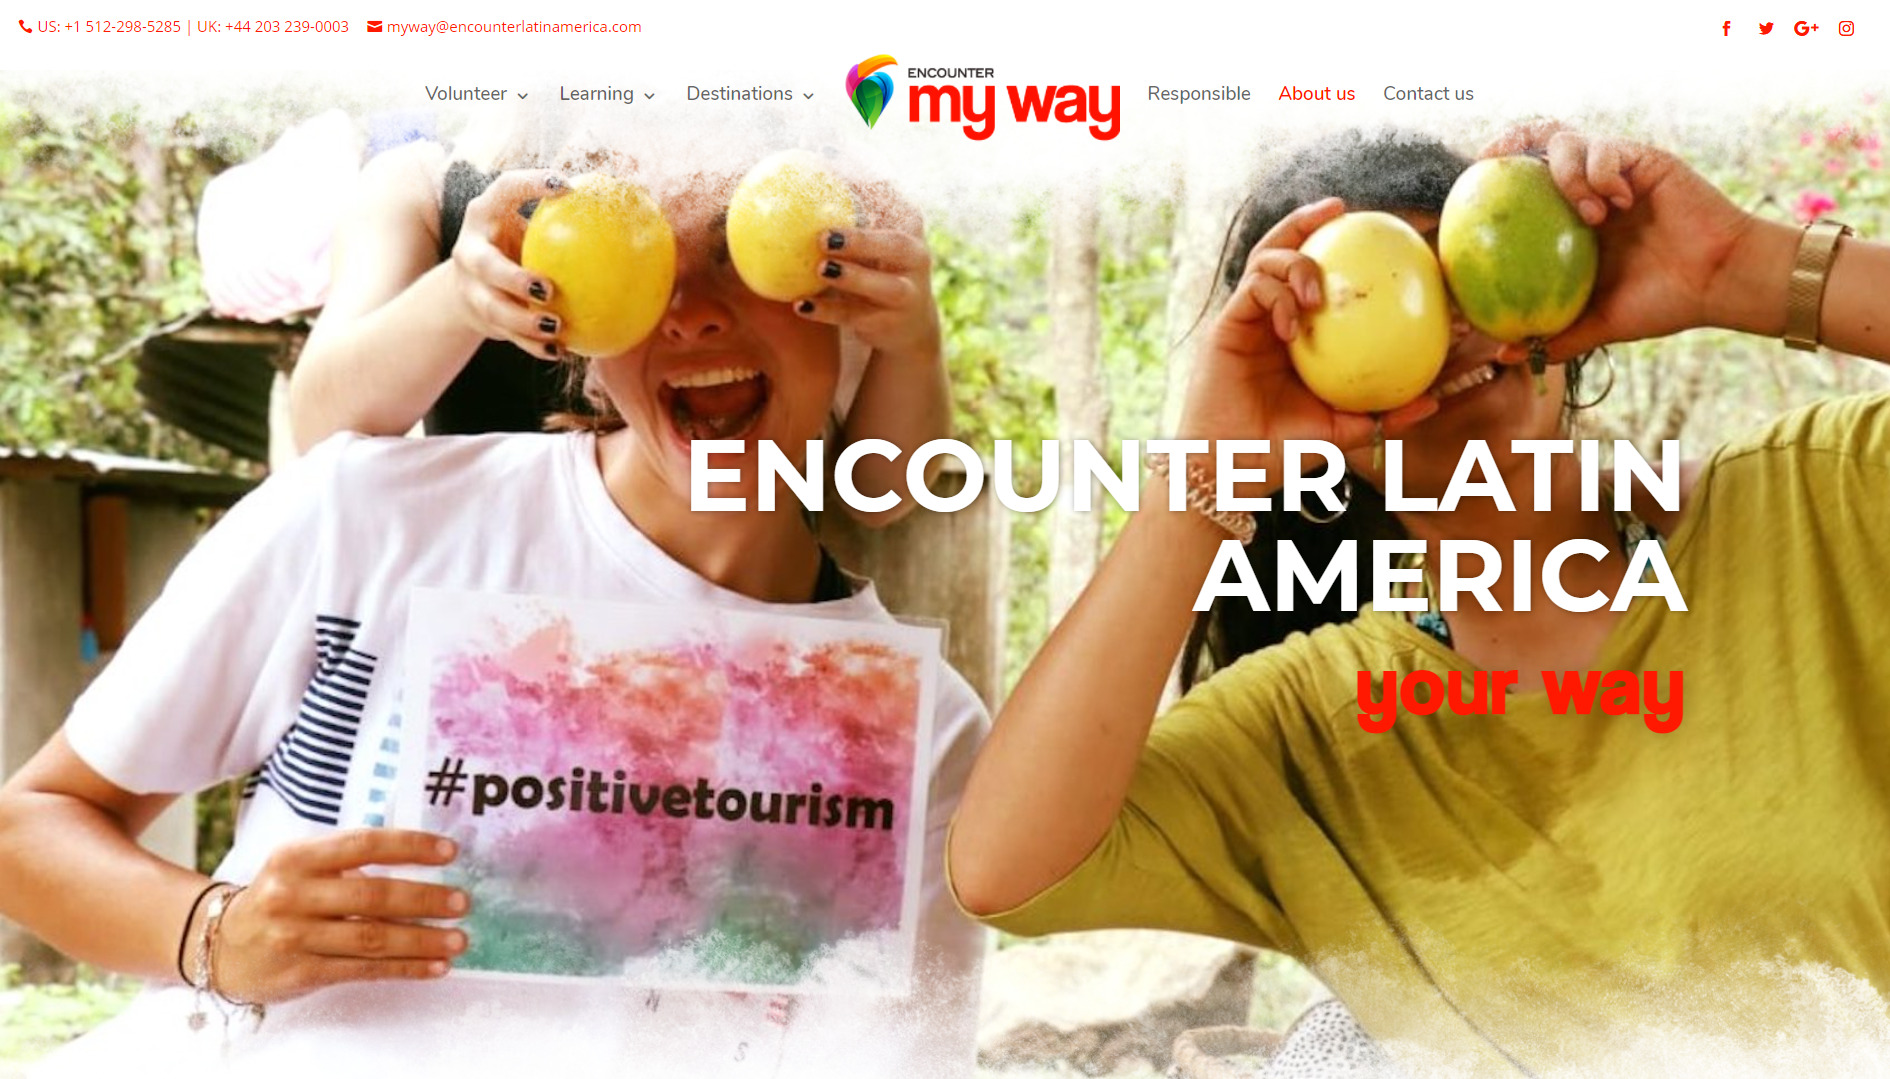 US: +1 512-298-5285 | UK: +44 203 239-0003 myway@encounterlatinamerica.com
Volunteer Learning Destinations
ENCOUNTER
my way
Responsible About us Contact us
ENCOUNTER LATIN
AMERICA
your way
#positivetourism